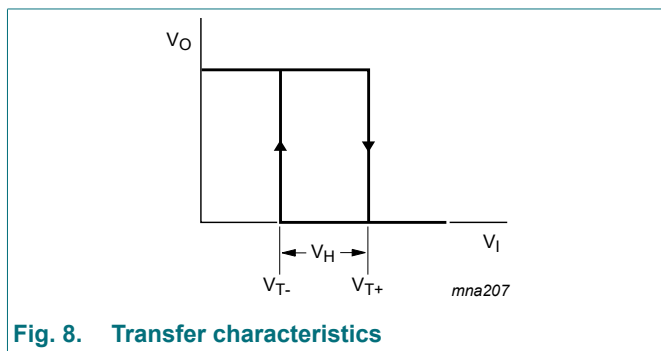 VO
VH
VI
VT-
VT+
mna207
Fig. 8. Transfer characteristics